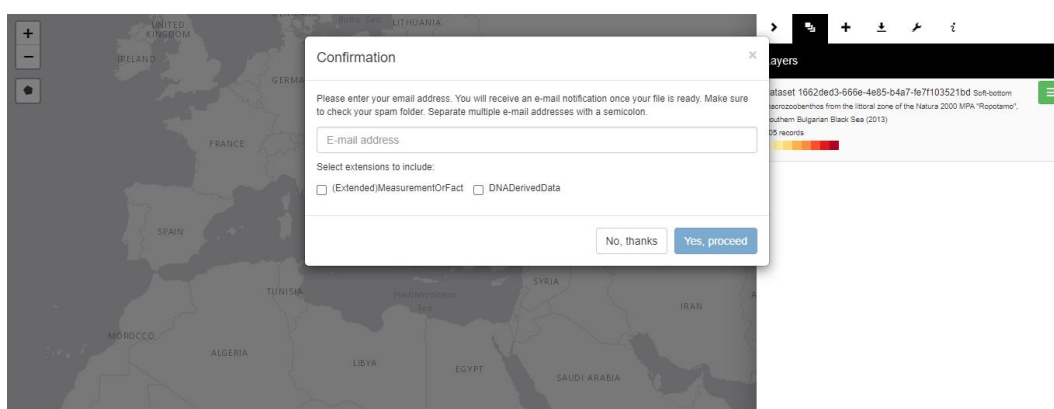 UNITED
KINGDOM
IRELAND
LITHUANIA
GERMA
FRANCE
SPAIN
TUNISIA
Mediterranean
Sea
SYRIA
IRAN
MOROCCO
ALGERIA
LIBYA
EGYPT
SAUDI ARABIA
Confirmation
×
Please enter your email address. You will receive an e-mail notification once your file is ready. Make sure
to check your spam folder. Separate multiple e-mail addresses with a semicolon.
E-mail address
Select extensions to include:
(Extended)MeasurementOrFact DNADerivedData
No, thanks Yes, proceed
ayers
ataset 1662ded3-666e-4e85-b4a7-fe7f103521bd Soft-bottom
acrozoobenthos from the littoral zone of the Natura 2000 MPA "Ropotamo",
outhern Bulgarian Black Sea (2013)
05 records